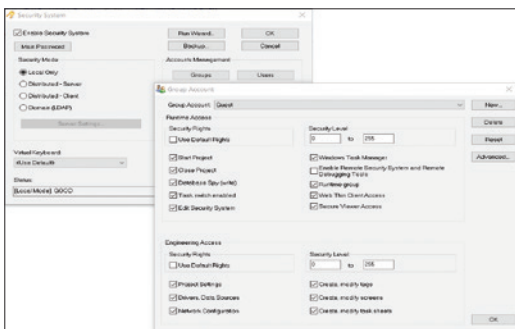 Security System
Enable Security System
Main Password
Run Wizard...
OK
Backup...
Cancel
Security Mode
Local Only
Distributed - Server
Distributed - Client
Domain (LDAP)
Server Settings...
Accounts Management
Groups
Users
Virtual Keyboard:
<Use Default>
Status:
[Local Mode]: GOOD
Group Account
Group Account: Guest
New...
Delete
Reset
Advanced...
Runtime Access
Security Rights
Use Default Rights
Start Project
Close Project
Database Spy (write)
Task switch enabled
Edit Security System
Security Level
0 to 255
Windows Task Manager
Enable Remote Security System and Remote
Debugging Tools
Runtime group
Web Thin Client Access
Secure Viewer Access
Engineering Access
Security Rights
Use Default Rights
Project Settings
Drivers, Data Sources
Network Configuration
Security Level
0 to 255
Create, modify tags
Create, modify screens
Create, modify task sheets
OK